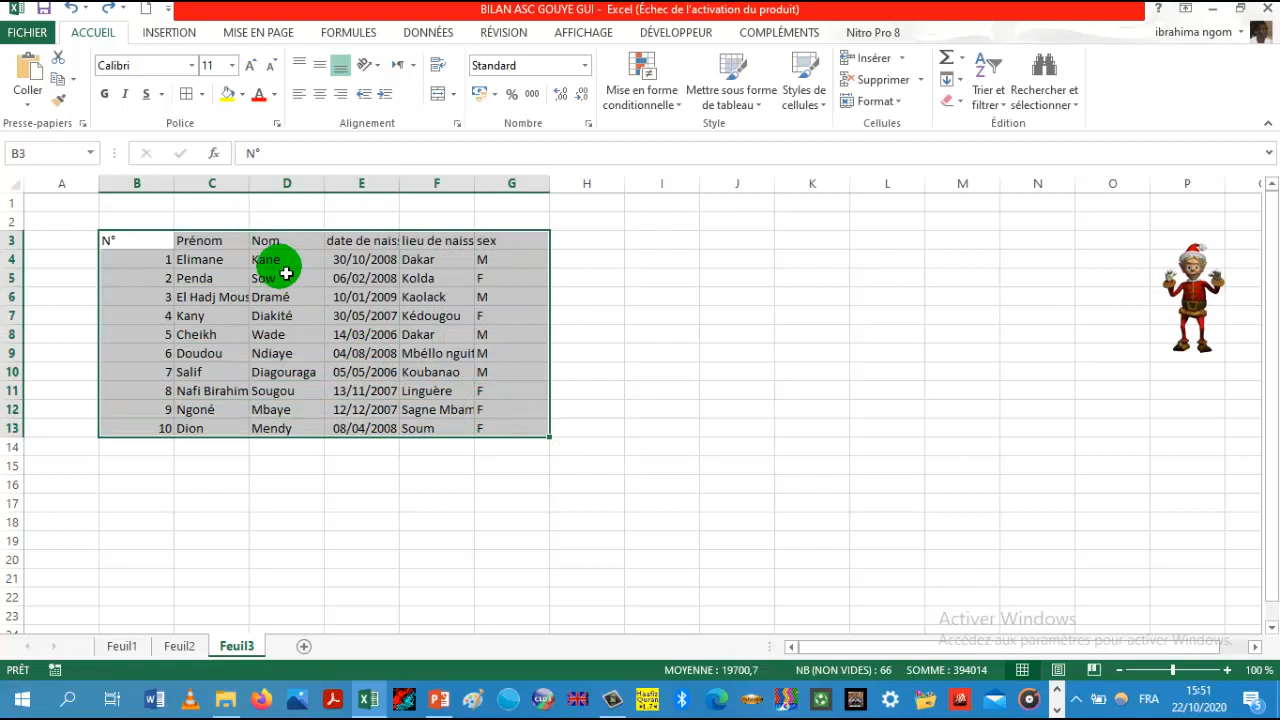 BILAN ASC GOUYE GUI - Excel (Échec de l'activation du produit)
FICHIER ACCUEIL INSERTION MISE EN PAGE FORMULES DONNÉES RÉVISION AFFICHAGE DÉVELOPPEUR COMPLÉMENTS Nitro Pro 8 ibrahima ngom
Coller
Calibri 11
G I S
Standard
Mise en forme conditionnelle
Mettre sous forme de tableau
Styles de cellules
Insérer
Supprimer
Format
Trier et filtrer
Rechercher et sélectionner
Presse-papiers Police Alignement Nombre Style Cellules Édition
B3 fx N°
A B C D E F G H I J K L M N O P
1
2
3 N° Prénom Nom date de naiss lieu de naiss sex
4 1 Elimane Kane 30/10/2008 Dakar M
5 2 Penda Sow 06/02/2008 Kolda F
6 3 El Hadj Mous Dramé 10/01/2009 Kaolack M
7 4 Kany Diakité 30/05/2007 Kédougou F
8 5 Cheikh Wade 14/03/2006 Dakar M
9 6 Doudou Ndiaye 04/08/2008 Mbéllo nguit M
10 7 Salif Diagouraga 05/05/2006 Koubanao M
11 8 Nafi Birahim Sougou 13/11/2007 Linguère F
12 9 Ngoné Mbaye 12/12/2007 Sagne Mbam F
13 10 Dion Mendy 08/04/2008 Soum F
14
15
16
17
18
19
20
21
22
23
Activer Windows
Accédez aux paramètres pour activer Windows.
Feuil1 Feuil2 Feuil3
PRÊT MOYENNE : 19700,7 NB (NON VIDES) : 66 SOMME : 394014 100 %
FRA 15:51
22/10/2020